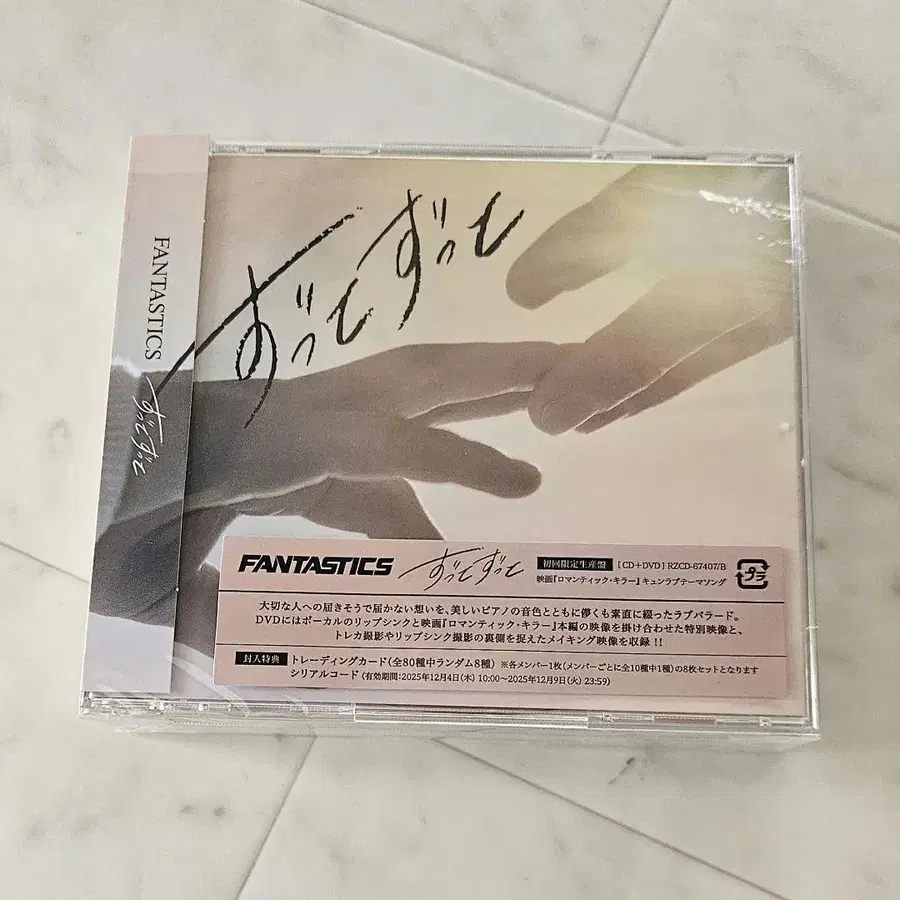 FANTASTICS
ずっとずっと
ずっとずっと
FANTASTICS ずっとずっと 初回限定生産盤 [CD+DVD] RZCD-67407/B
映画『ロマンティック・キラー』キュンラブテーマソング
プラ
大切な人への届きそうで届かない想いを、美しいピアノの音色とともに儚くも素直に綴ったラブバラード。
DVDにはボーカルのリップシンクと映画『ロマンティック・キラー』本編の映像を掛け合わせた特別映像と、
トレカ撮影やリップシンク撮影の裏側を捉えたメイキング映像を収録!!
封入特典 トレーディングカード(全80種中ランダム8種) ※各メンバー1枚(メンバーごとに全10種中1種)の8枚セットとなります
シリアルコード(有効期間:2025年12月4日(木) 10:00〜2025年12月9日(火) 23:59)